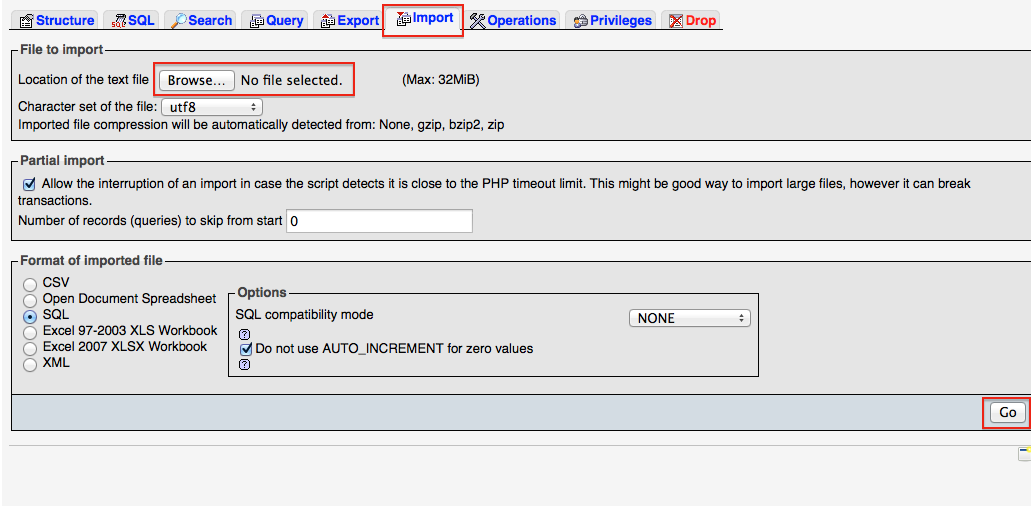 Structure SQL Search Query Export Import Operations Privileges Drop
File to import
Location of the text file Browse... No file selected. (Max: 32MiB)
Character set of the file: utf8
Imported file compression will be automatically detected from: None, gzip, bzip2, zip
Partial import
Allow the interruption of an import in case the script detects it is close to the PHP timeout limit. This might be good way to import large files, however it can break
transactions.
Number of records (queries) to skip from start 0
Format of imported file
CSV
Open Document Spreadsheet
SQL
Excel 97-2003 XLS Workbook
Excel 2007 XLSX Workbook
XML
Options
SQL compatibility mode NONE
?
Do not use AUTO_INCREMENT for zero values
?
Go